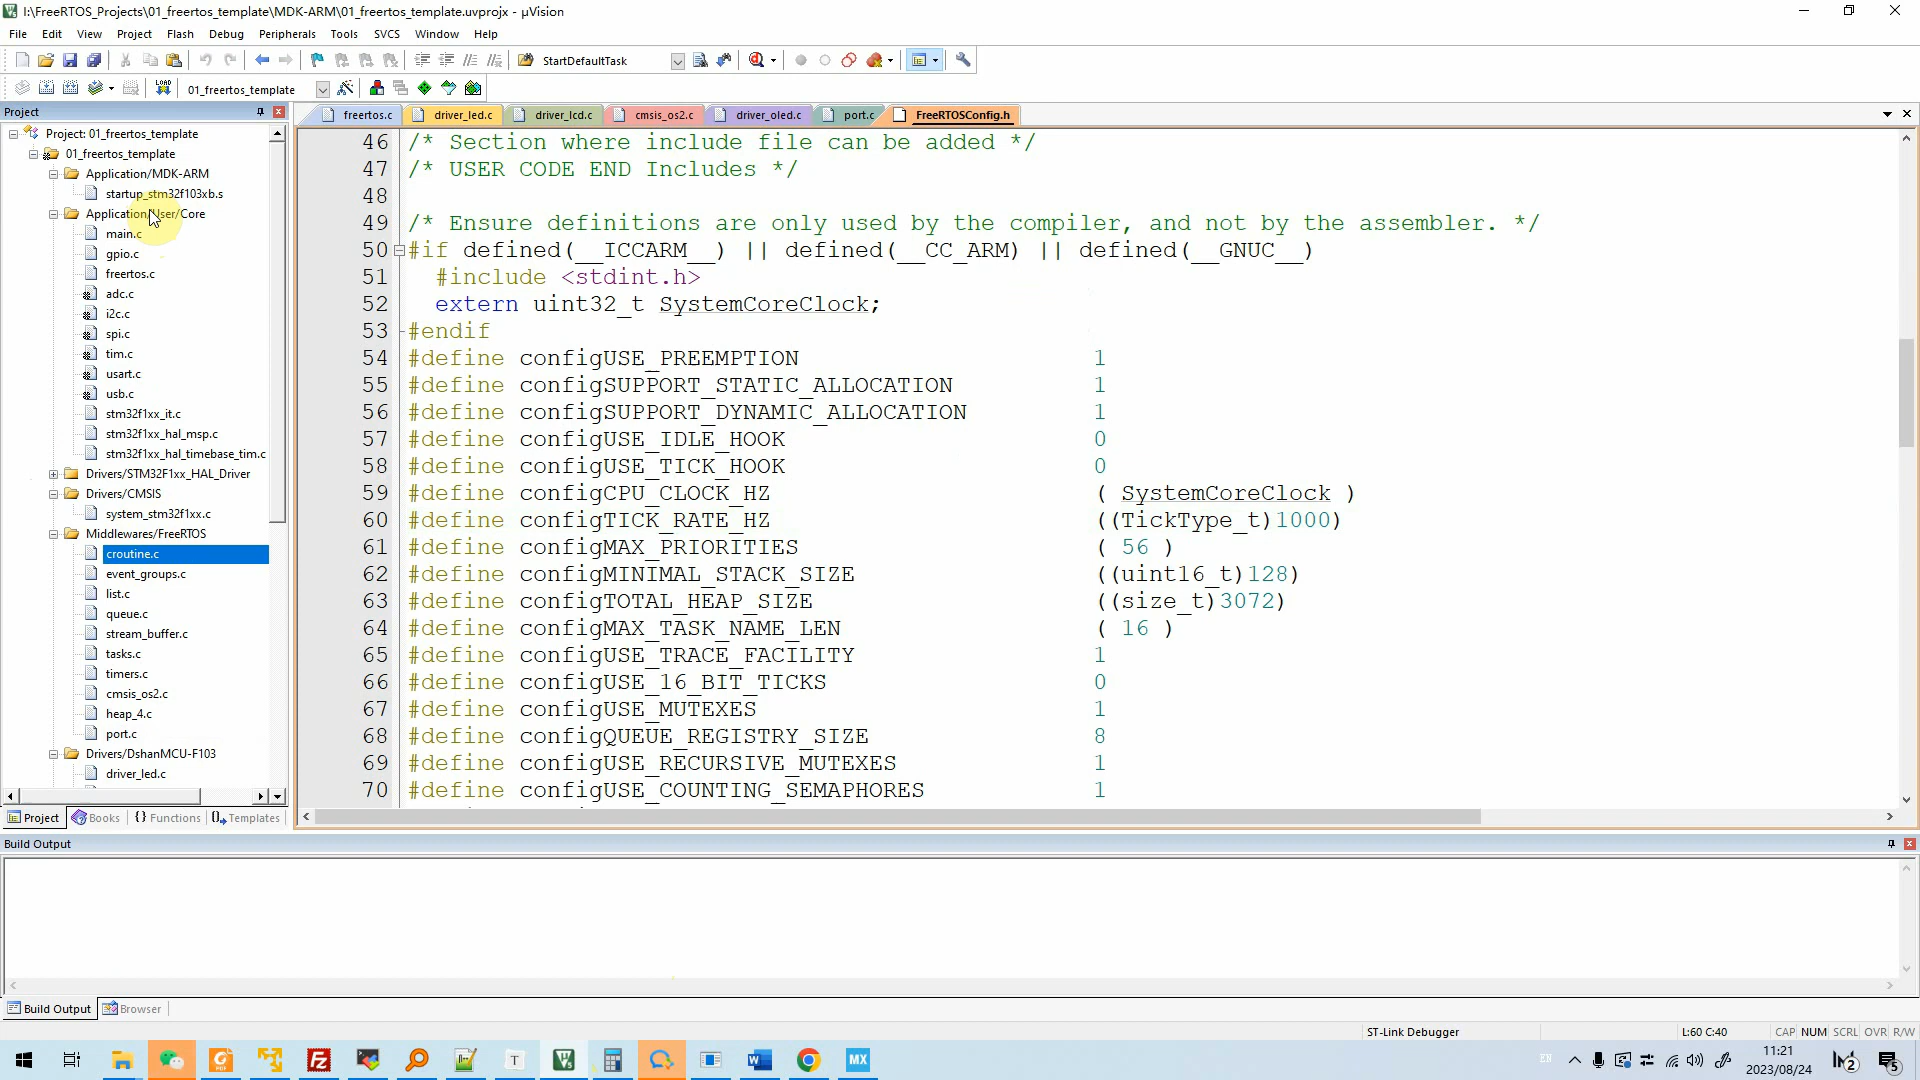 I:\FreeRTOS_Projects\01_freertos_template\MDK-ARM\01_freertos_template.uvprojx - µVision
File Edit View Project Flash Debug Peripherals Tools SVCS Window Help
StartDefaultTask
LOAD 01_freertos_template
Project
freertos.c driver_led.c driver_lcd.c cmsis_os2.c driver_oled.c port.c FreeRTOSConfig.h
Project: 01_freertos_template
01_freertos_template
Application/MDK-ARM
startup_stm32f103xb.s
Application/User/Core
main.c
gpio.c
freertos.c
adc.c
i2c.c
spi.c
tim.c
usart.c
usb.c
stm32f1xx_it.c
stm32f1xx_hal_msp.c
stm32f1xx_hal_timebase_tim.c
Drivers/STM32F1xx_HAL_Driver
Drivers/CMSIS
system_stm32f1xx.c
Middlewares/FreeRTOS
croutine.c
event_groups.c
list.c
queue.c
stream_buffer.c
tasks.c
timers.c
cmsis_os2.c
heap_4.c
port.c
Drivers/DshanMCU-F103
driver_led.c
Project Books {} Functions Templates
46 /* Section where include file can be added */
47 /* USER CODE END Includes */
48
49 /* Ensure definitions are only used by the compiler, and not by the assembler. */
50 #if defined(__ICCARM__) || defined(__CC_ARM) || defined(__GNUC__)
51 #include <stdint.h>
52 extern uint32_t SystemCoreClock;
53 #endif
54 #define configUSE_PREEMPTION 1
55 #define configSUPPORT_STATIC_ALLOCATION 1
56 #define configSUPPORT_DYNAMIC_ALLOCATION 1
57 #define configUSE_IDLE_HOOK 0
58 #define configUSE_TICK_HOOK 0
59 #define configCPU_CLOCK_HZ ( SystemCoreClock )
60 #define configTICK_RATE_HZ ((TickType_t)1000)
61 #define configMAX_PRIORITIES ( 56 )
62 #define configMINIMAL_STACK_SIZE ((uint16_t)128)
63 #define configTOTAL_HEAP_SIZE ((size_t)3072)
64 #define configMAX_TASK_NAME_LEN ( 16 )
65 #define configUSE_TRACE_FACILITY 1
66 #define configUSE_16_BIT_TICKS 0
67 #define configUSE_MUTEXES 1
68 #define configQUEUE_REGISTRY_SIZE 8
69 #define configUSE_RECURSIVE_MUTEXES 1
70 #define configUSE_COUNTING_SEMAPHORES 1
Build Output
Build Output Browser
ST-Link Debugger L:60 C:40 CAP NUM SCRL OVR R/W
T W MX EN 2 5
11:21
2023/08/24